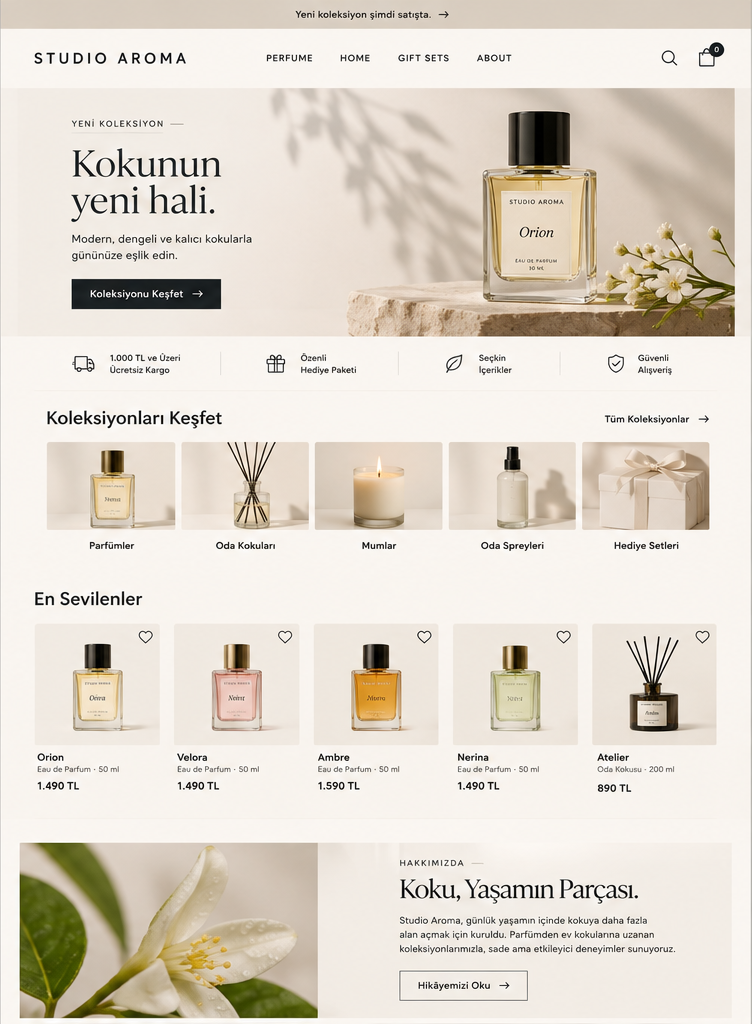 Yeni koleksiyon şimdi satışta. →
STUDIO AROMA
PERFUME
HOME
GIFT SETS
ABOUT
0
YENİ KOLEKSİYON —
Kokunun
yeni hali.
Modern, dengeli ve kalıcı kokularla
gününüze eşlik edin.
Koleksiyonu Keşfet →
STUDIO AROMA
Orion
EAU DE PARFUM
1.000 TL ve Üzeri
Ücretsiz Kargo
Özenli
Hediye Paketi
Seçkin
İçerikler
Güvenli
Alışveriş
Koleksiyonları Keşfet
Tüm Koleksiyonlar →
Parfümler
Oda Kokuları
Mumlar
Oda Spreyleri
Hediye Setleri
En Sevilenler
Orion
Eau de Parfum · 50 ml
1.490 TL
Velora
Eau de Parfum · 50 ml
1.490 TL
Ambre
Eau de Parfum · 50 ml
1.590 TL
Nerina
Eau de Parfum · 50 ml
1.490 TL
Atelier
Oda Kokusu · 200 ml
890 TL
HAKKIMIZDA —
Koku, Yaşamın Parçası.
Studio Aroma, günlük yaşamın içinde kokuya daha fazla
alan açmak için kuruldu. Parfümden ev kokularına uzanan
koleksiyonlarımızla, sade ama etkileyici deneyimler sunuyoruz.
Hikâyemizi Oku →